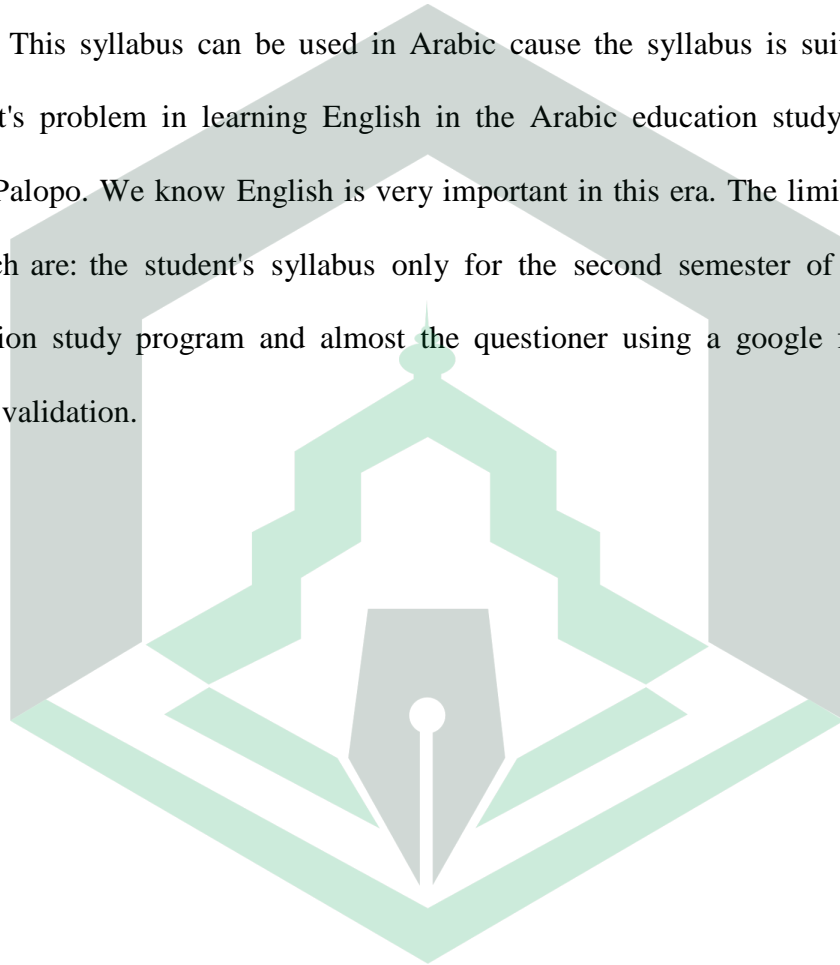 This syllabus can be used in Arabic cause the syllabus is sui
t's problem in learning English in the Arabic education study
Palopo. We know English is very important in this era. The limi
ch are: the student's syllabus only for the second semester of
ion study program and almost the questioner using a google
validation.